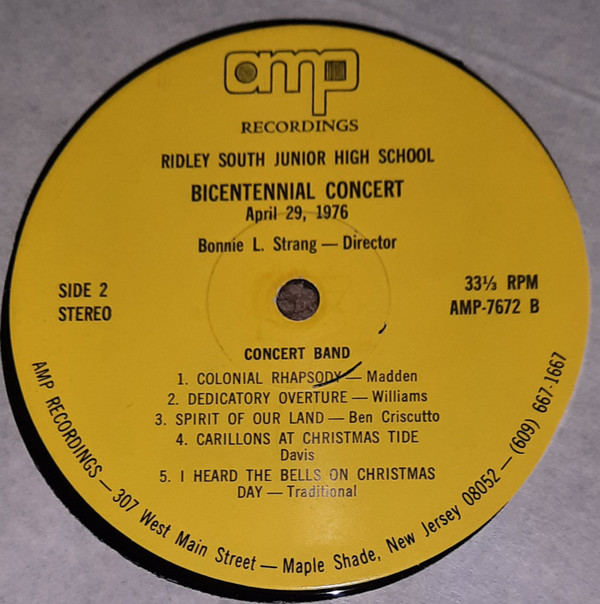 amp
RECORDINGS
RIDLEY SOUTH JUNIOR HIGH SCHOOL
BICENTENNIAL CONCERT
April 29, 1976
Bonnie L. Strang — Director
SIDE 2
STEREO
33⅓ RPM
AMP-7672 B
CONCERT BAND
1. COLONIAL RHAPSODY — Madden
2. DEDICATORY OVERTURE — Williams
3. SPIRIT OF OUR LAND — Ben Criscutto
4. CARILLONS AT CHRISTMAS TIDE
Davis
5. I HEARD THE BELLS ON CHRISTMAS
DAY — Traditional
AMP RECORDINGS — 307 West Main Street — Maple Shade, New Jersey 08052 — (609) 667-1667